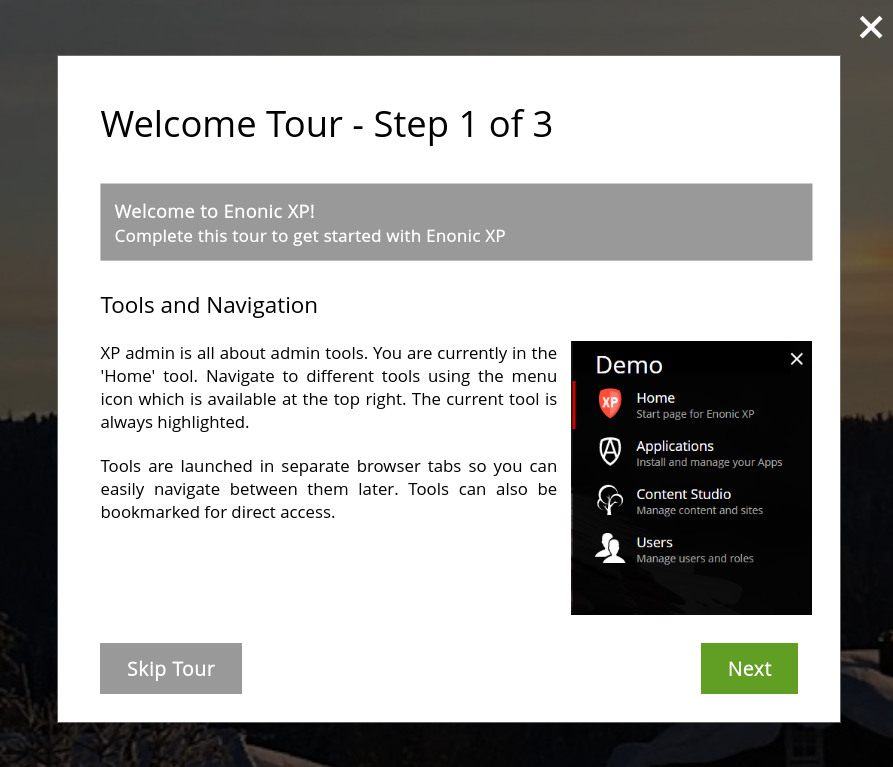 Welcome Tour - Step 1 of 3
Welcome to Enonic XP!
Complete this tour to get started with Enonic XP
Tools and Navigation
XP admin is all about admin tools. You are currently in the
'Home' tool. Navigate to different tools using the menu
icon which is available at the top right. The current tool is
always highlighted.
Tools are launched in separate browser tabs so you can
easily navigate between them later. Tools can also be
bookmarked for direct access.
Demo
XP
Home
Start page for Enonic XP
Applications
Install and manage your Apps
Content Studio
Manage content and sites
Users
Manage users and roles
Skip Tour
Next